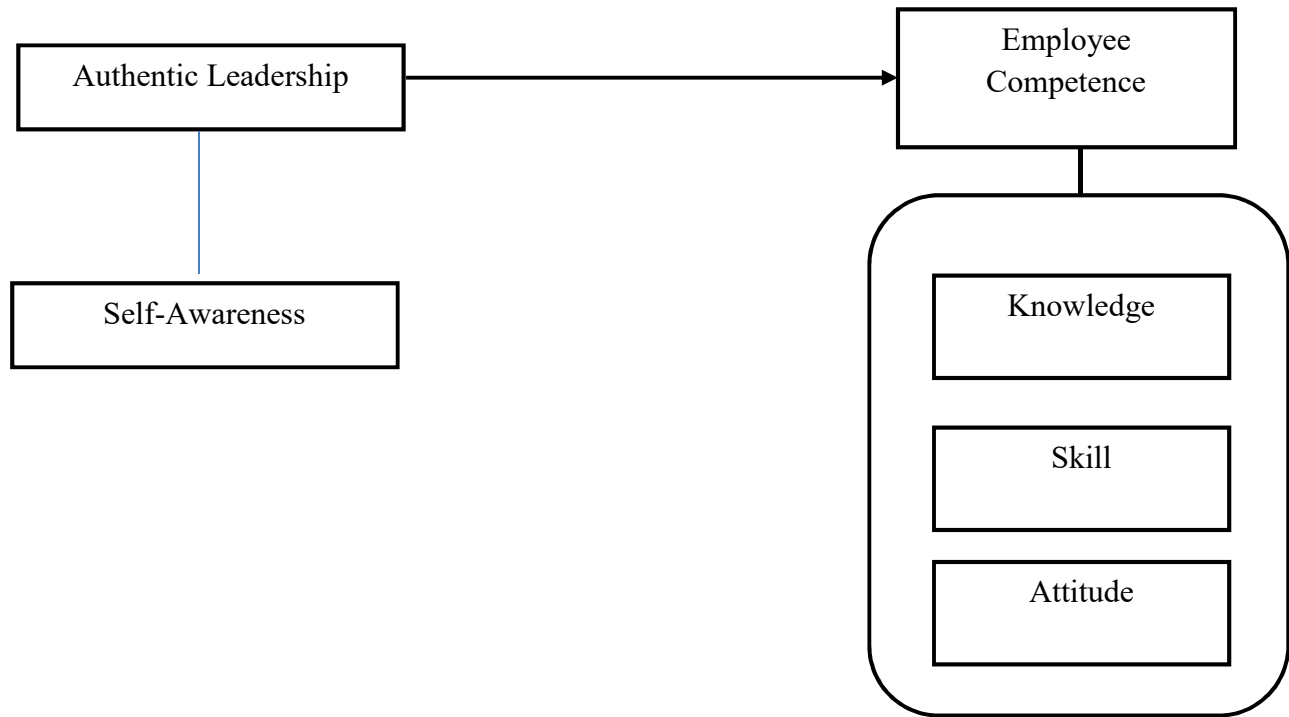 Authentic Leadership
Employee
Competence
Self-Awareness
Knowledge
Skill
Attitude